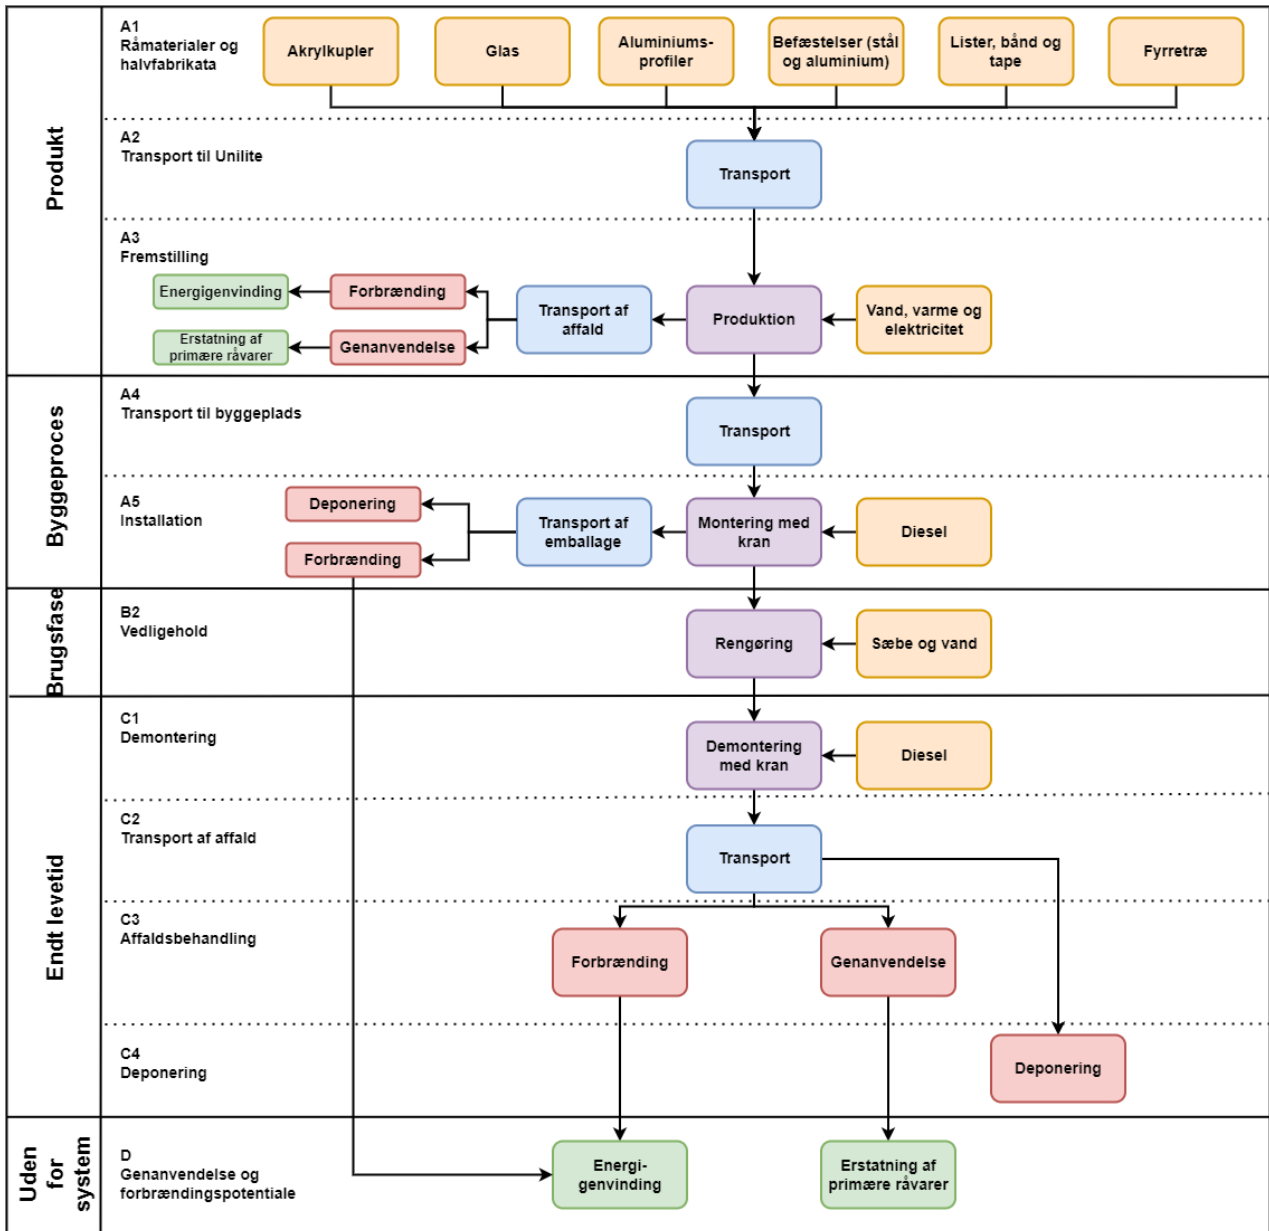 Produkt
A1
Råmaterialer og
halvfabrikata
Akrylkupler
Glas
Aluminiums-
profiler
Befæstelser (stål
og aluminium)
Lister, bånd og
tape
Fyrretræ
A2
Transport til Unilite
Transport
A3
Fremstilling
Energigenvinding
Forbrænding
Erstatning af
primære råvarer
Genanvendelse
Transport af
affald
Produktion
Vand, varme og
elektricitet
Byggeproces
A4
Transport til byggeplads
Transport
A5
Installation
Deponering
Forbrænding
Transport af
emballage
Montering med
kran
Diesel
Brugsfase
B2
Vedligehold
Rengøring
Sæbe og vand
Endt levetid
C1
Demontering
Demontering
med kran
Diesel
C2
Transport af affald
Transport
C3
Affaldsbehandling
Forbrænding
Genanvendelse
C4
Deponering
Deponering
Uden
for
system
D
Genanvendelse og
forbrændingspotentiale
Energi-
genvinding
Erstatning af
primære råvarer